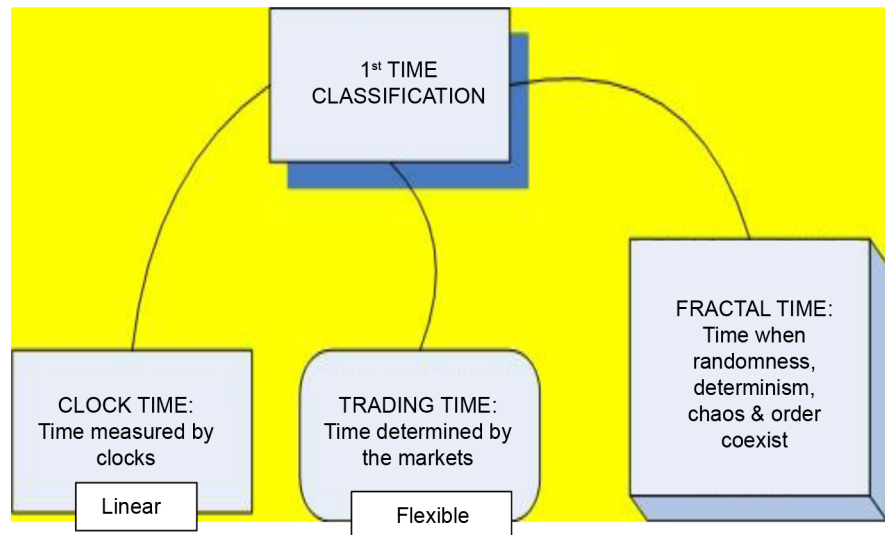 1st TIME
CLASSIFICATION
FRACTAL TIME:
Time when
randomness,
determinism,
chaos & order
coexist
CLOCK TIME:
Time measured by
clocks
Linear
TRADING TIME:
Time determined by
the markets
Flexible